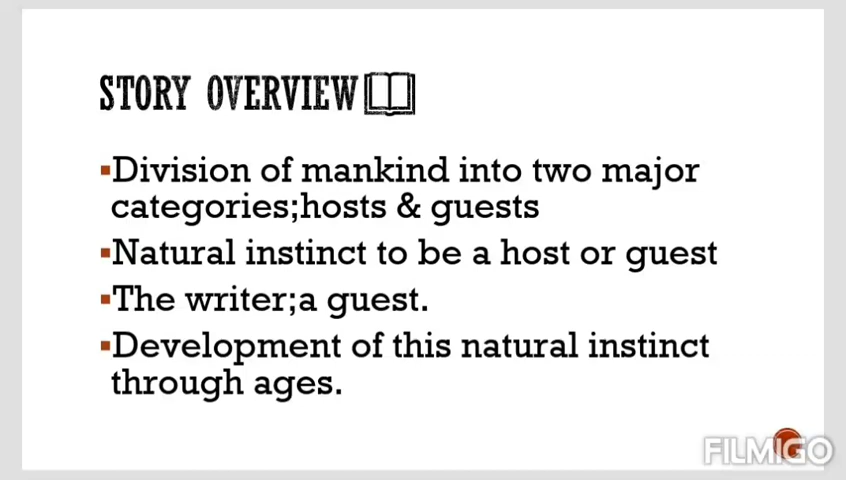 STORY OVERVIEW
▪Division of mankind into two major
categories;hosts & guests
▪Natural instinct to be a host or guest
▪The writer;a guest.
▪Development of this natural instinct
through ages.
FILMIGO